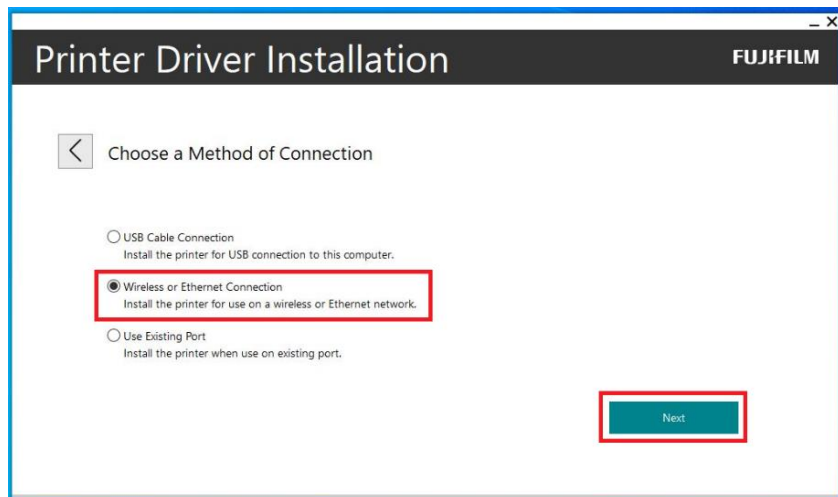 Printer Driver Installation
FUJIFILM
Choose a Method of Connection
USB Cable Connection
Install the printer for USB connection to this computer.
Wireless or Ethernet Connection
Install the printer for use on a wireless or Ethernet network.
Use Existing Port
Install the printer when use on existing port.
Next